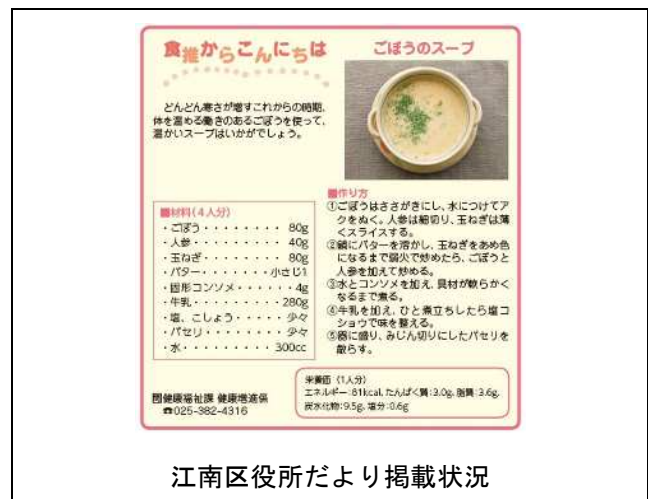 食推からこんにちは
どんどん寒さが増すこれからの時期、
体を温める働きのあるごぼうを使って、
温かいスープはいかがでしょう。
ごぼうのスープ
■材料(4人分)
・ごぼう・・・・・・・・ 80g
・人参・・・・・・・・・ 40g
・玉ねぎ・・・・・・・・ 80g
・バター・・・・・・・小さじ1
・固形コンソメ・・・・・・4g
・牛乳・・・・・・・・・280g
・塩、こしょう・・・・・少々
・パセリ・・・・・・・・少々
・水・・・・・・・・・300cc
■作り方
①ごぼうはささがきにし、水につけてア
クをぬく。人参は細切り、玉ねぎは薄
くスライスする。
②鍋にバターを溶かし、玉ねぎをあめ色
になるまで弱火で炒めたら、ごぼうと
人参を加えて炒める。
③水とコンソメを加え、具材が軟らかく
なるまで煮る。
④牛乳を加え、ひと煮立ちしたら塩コ
ショウで味を整える。
⑤器に盛り、みじん切りにしたパセリを
散らす。
栄養価(1人分)
エネルギー:81kcal、たんぱく質:3.0g、脂質:3.6g、
炭水化物:9.5g、塩分:0.6g
問健康福祉課 健康増進係
☎025-382-4316
江南区役所だより掲載状況